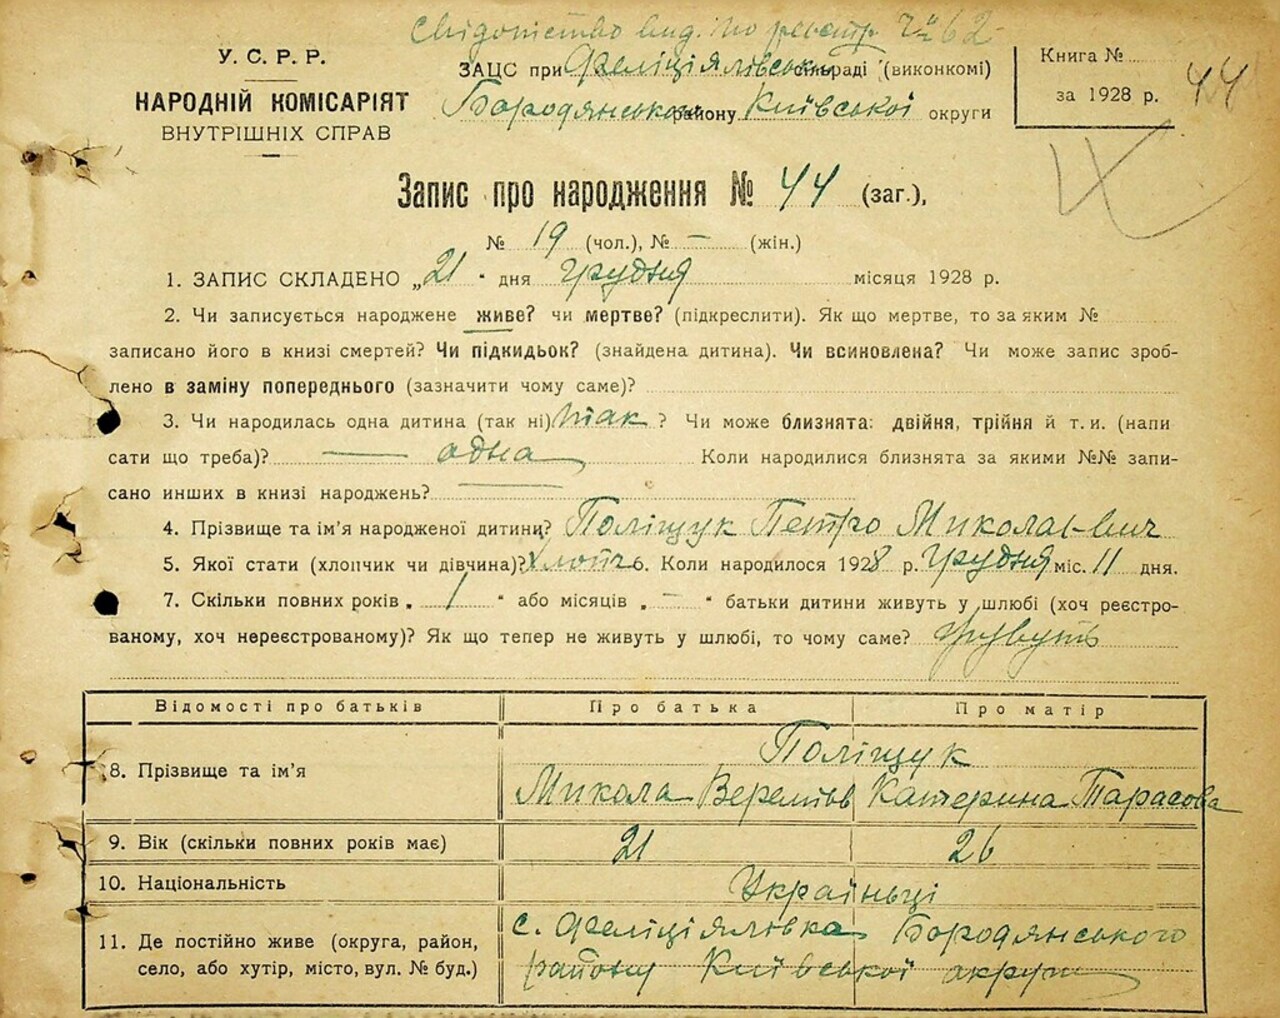 Свідоцтво вид. по реєстр. № 62
У. С. Р. Р.
НАРОДНІЙ КОМІСАРІЯТ
ВНУТРІШНІХ СПРАВ
ЗАЦС при Феліціялівськ сільраді (виконкомі)
Бородянського району Київської округи
Книга № 44
за 1928 р.
Запис про народження № 44 (заг.),
№ 19 (чол.), № – (жін.)
1. ЗАПИС СКЛАДЕНО „21" дня грудня місяця 1928 р.
2. Чи записується народжене живе? чи мертве? (підкреслити). Як що мертве, то за яким №
записано його в книзі смертей? Чи підкидьок? (знайдена дитина). Чи всиновлена? Чи може запис зроб-
лено в заміну попереднього (зазначити чому саме)?
3. Чи народилась одна дитина (так ні) так ? Чи може близнята: двійня, трійня й т. и. (напи
сати що треба)? — одна Коли народилися близнята за якими №№ запи-
сано инших в книзі народжень? —
4. Прізвище та ім'я народженої дитини? Поліщук Петро Миколаєвич
5. Якої стати (хлопчик чи дівчина)? Хлопч 6. Коли народилося 1928 р. грудня міс. 11 дня.
7. Скільки повних років „ 1 " або місяців „ – " батьки дитини живуть у шлюбі (хоч реєстро-
ваному, хоч нереєстрованому)? Як що тепер не живуть у шлюбі, то чому саме? живуть
Відомості про батьків Про батька Про матір
8. Прізвище та ім'я Поліщук
Микола Веремієв Катерина Тарасова
9. Вік (скільки повних років має) 21 26
10. Національність Українці
11. Де постійно живе (округа, район,
село, або хутір, місто, вул. № буд.)
с. Феліціялівка Бородянського
району Київської округи